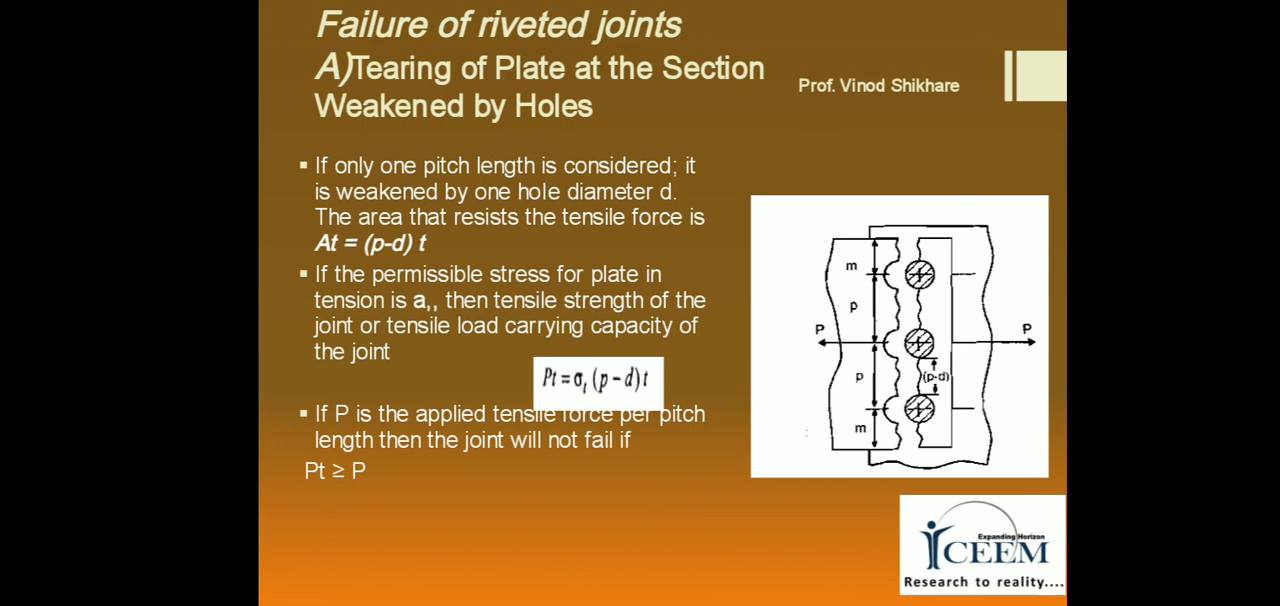 Failure of riveted joints
A)Tearing of Plate at the Section
Weakened by Holes
Prof. Vinod Shikhare
▪ If only one pitch length is considered; it
is weakened by one hole diameter d.
The area that resists the tensile force is
At = (p-d) t
▪ If the permissible stress for plate in
tension is a,, then tensile strength of the
joint or tensile load carrying capacity of
the joint
Pt = σt (p – d) t
▪ If P is the applied tensile force per pitch
length then the joint will not fail if
Pt ≥ P
m
p
P
P
p
(p-d)
m
Expanding Horizon
CEEM
Research to reality....